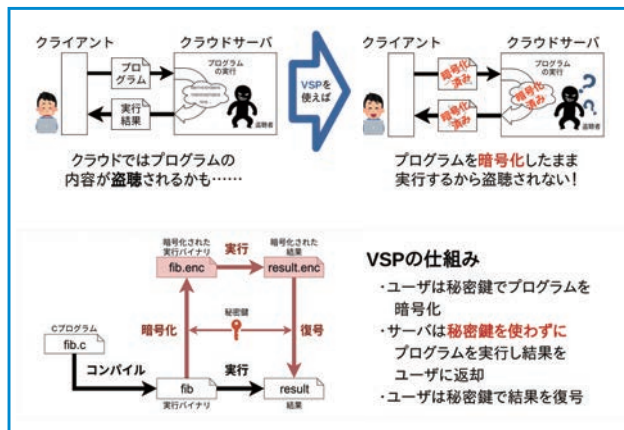 クライアント
クラウドサーバ
プロ
グラム
プログラム
の実行
実行
結果
盗聴者
クラウドではプログラムの
内容が盗聴されるかも……
VSPを
使えば
クライアント
クラウドサーバ
暗号化
済み
プログラム
の実行
暗号化
済み
暗号化
済み
盗聴者
プログラムを暗号化したまま
実行するから盗聴されない！
暗号化された
実行バイナリ
fib.enc
実行
暗号化された
結果
result.enc
秘密鍵
暗号化
復号
Cプログラム
fib.c
コンパイル
fib
実行バイナリ
実行
result
結果
VSPの仕組み
・ユーザは秘密鍵でプログラムを
暗号化
・サーバは秘密鍵を使わずに
プログラムを実行し結果を
ユーザに返却
・ユーザは秘密鍵で結果を復号